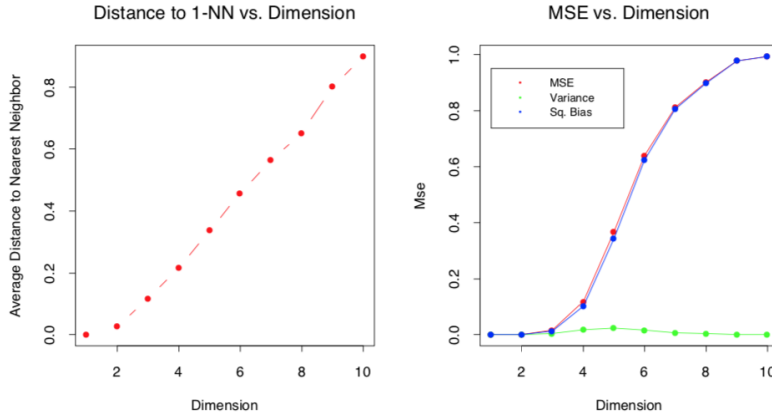 Distance to 1-NN vs. Dimension
Average Distance to Nearest Neighbor
0.0 0.2 0.4 0.6 0.8
2 4 6 8 10
Dimension
MSE vs. Dimension
Mse
0.0 0.2 0.4 0.6 0.8 1.0
MSE
Variance
Sq. Bias
2 4 6 8 10
Dimension